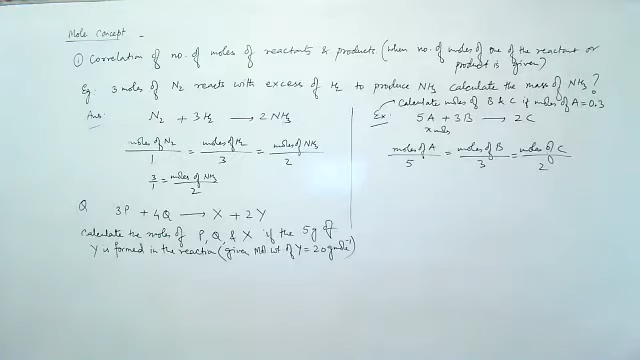 Mole Concept -
① Correlation of no. of moles of reactants & products (when no. of moles of one of the reactant or
product is given)
Eg: 3 moles of N2 reacts with excess of H2 to produce NH3 calculate the mass of NH3?
Ans: N2 + 3H2 → 2NH3
moles of N2 / 1 = moles of H2 / 3 = moles of NH3 / 2
3/1 = moles of NH3 / 2
Q 3P + 4Q → X + 2Y
Calculate the moles of P, Q, & X if the 5g of
Y is formed in the reaction (given Mol wt of Y = 20 g mole⁻¹)
Calculate moles of B & C if moles of A = 0.3
Ex: 5A + 3B → 2C
x moles
moles of A / 5 = moles of B / 3 = moles of C / 2